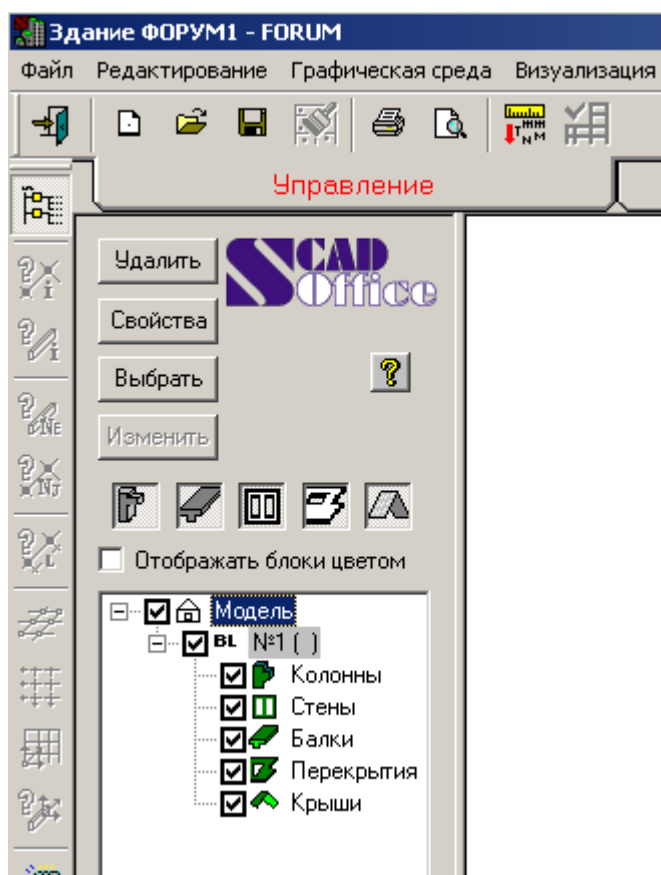 Здание ФОРУМ1 - FORUM
Файл Редактирование Графическая среда Визуализация
Управление
SCAD
Office
Удалить
Свойства
Выбрать
Изменить
Отображать блоки цветом
Модель
BL №1 ( )
Колонны
Стены
Балки
Перекрытия
Крыши